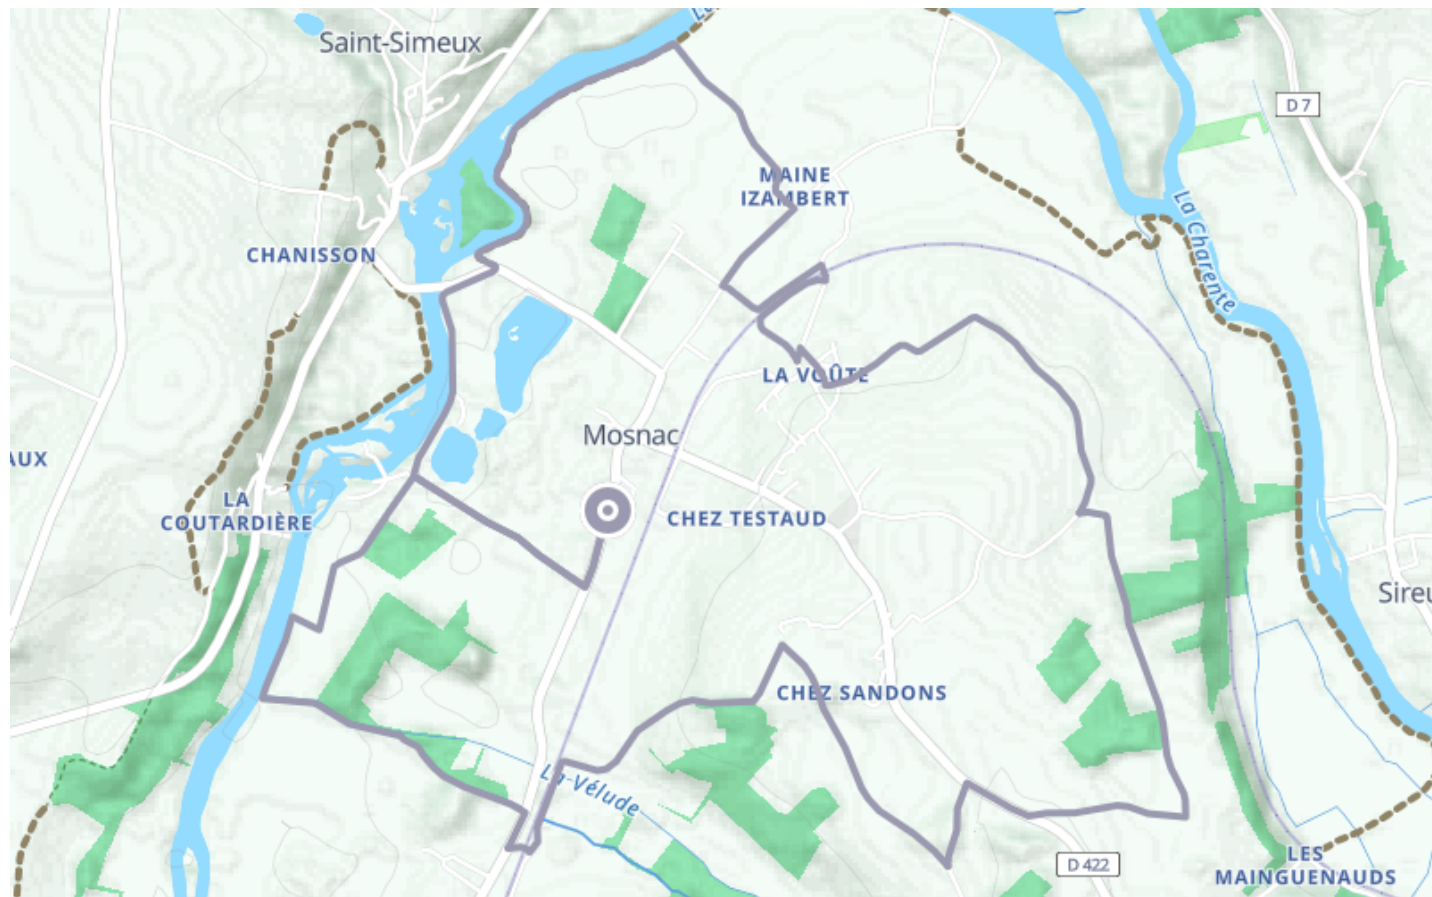 Saint-Simeux
D 7
MAINE
IZAMBERT
La Charente
CHANISSON
LA VOÛTE
Mosnac
AUX
LA
COUTARDIÈRE
CHEZ TESTAUD
CHEZ SANDONS
La Vélude
D 422
LES
MAINGUENAUDS